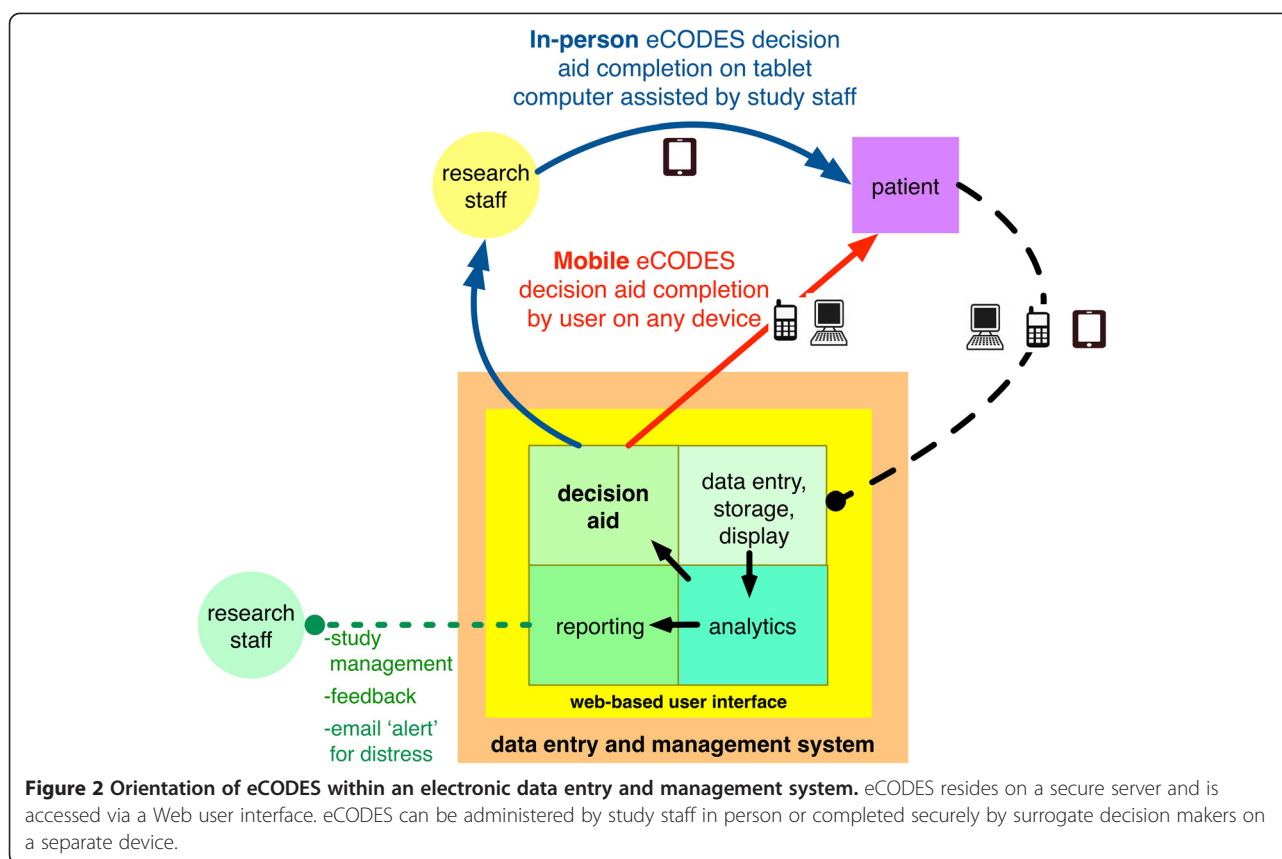 In-person eCODES decision
aid completion on tablet
computer assisted by study staff
research
staff
patient
Mobile eCODES
decision aid completion
by user on any device
decision
aid
data entry,
storage,
display
reporting
analytics
web-based user interface
data entry and management system
research
staff
-study
management
-feedback
-email ‘alert’
for distress
Figure 2 Orientation of eCODES within an electronic data entry and management system. eCODES resides on a secure server and is
accessed via a Web user interface. eCODES can be administered by study staff in person or completed securely by surrogate decision makers on
a separate device.